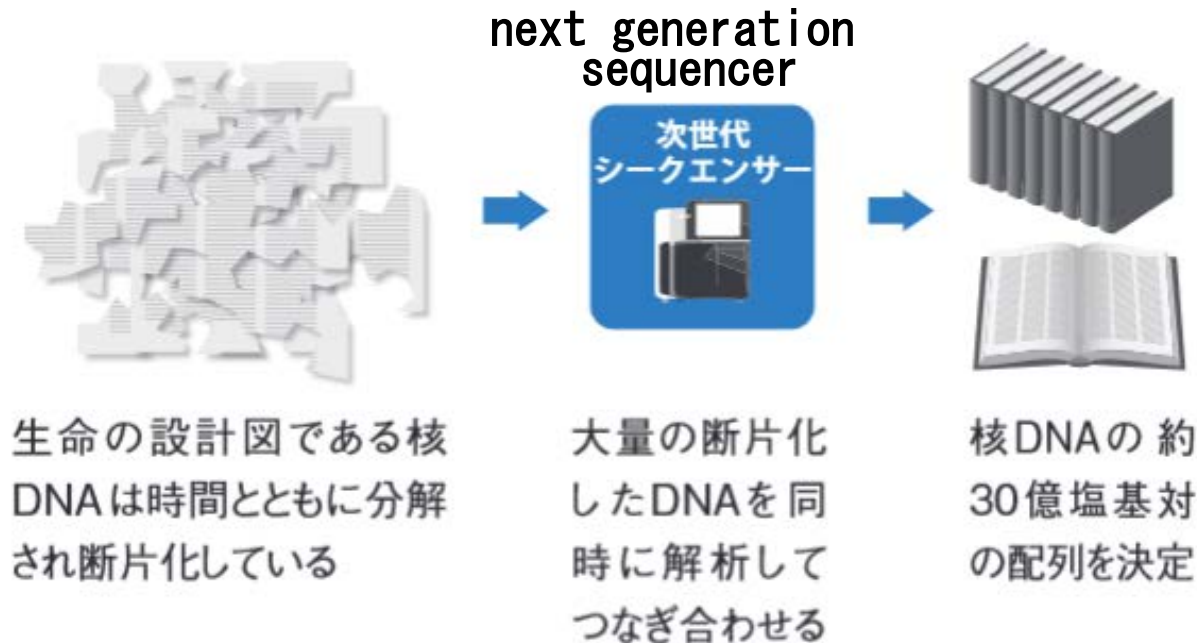 next generation
sequencer
次世代
シークエンサー
生命の設計図である核
DNAは時間とともに分解
され断片化している
大量の断片化
したDNAを同
時に解析して
つなぎ合わせる
核DNAの約
30億塩基対
の配列を決定